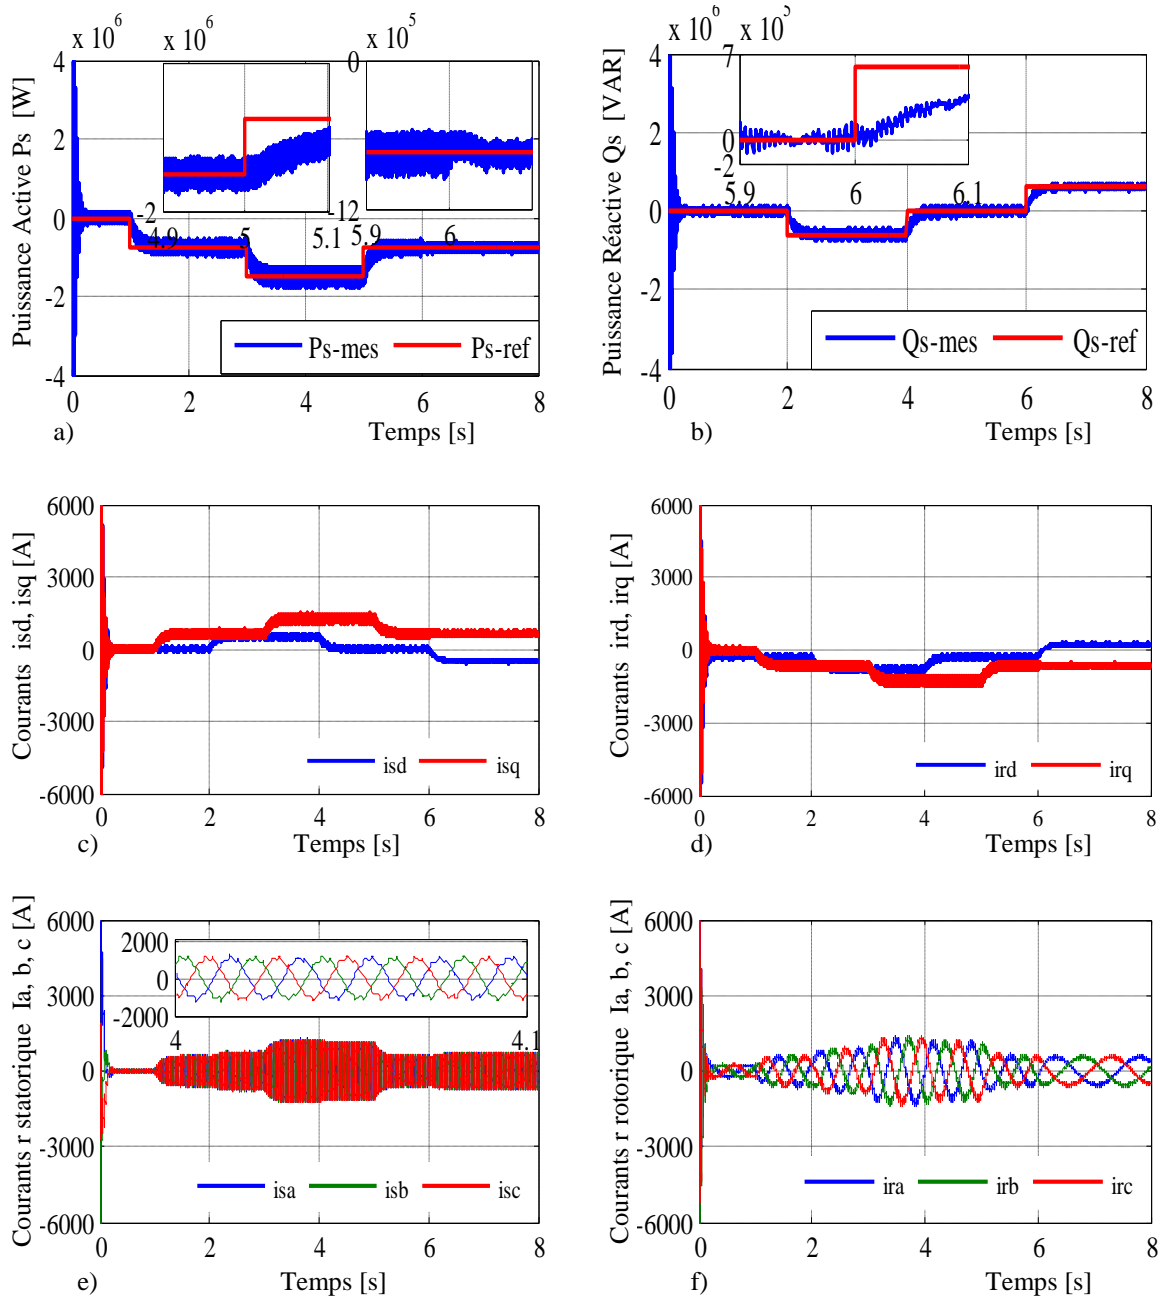 x 10^6
x 10^6
x 10^5
4
2
0
-2
-4
Puissance Active Ps [W]
-2
4.9
5
5.1
0
-12
5.9
6
Ps-mes
Ps-ref
0
2
4
6
8
a)
Temps [s]
x 10^6
x 10^5
4
2
0
-2
-4
Puissance Réactive Qs [VAR]
7
0
-2
5.9
6
6.1
Qs-mes
Qs-ref
0
2
4
6
8
b)
Temps [s]
6000
3000
0
-3000
-6000
Courants isd, isq [A]
isd
isq
0
2
4
6
8
c)
Temps [s]
6000
3000
0
-3000
-6000
Courants ird, irq [A]
ird
irq
0
2
4
6
8
d)
Temps [s]
6000
3000
0
-3000
-6000
Courants r statorique Ia, b, c [A]
2000
0
-2000
4
4.1
isa
isb
isc
0
2
4
6
8
e)
Temps [s]
6000
3000
0
-3000
-6000
Courants r rotorique Ia, b, c [A]
ira
irb
irc
0
2
4
6
8
f)
Temps [s]